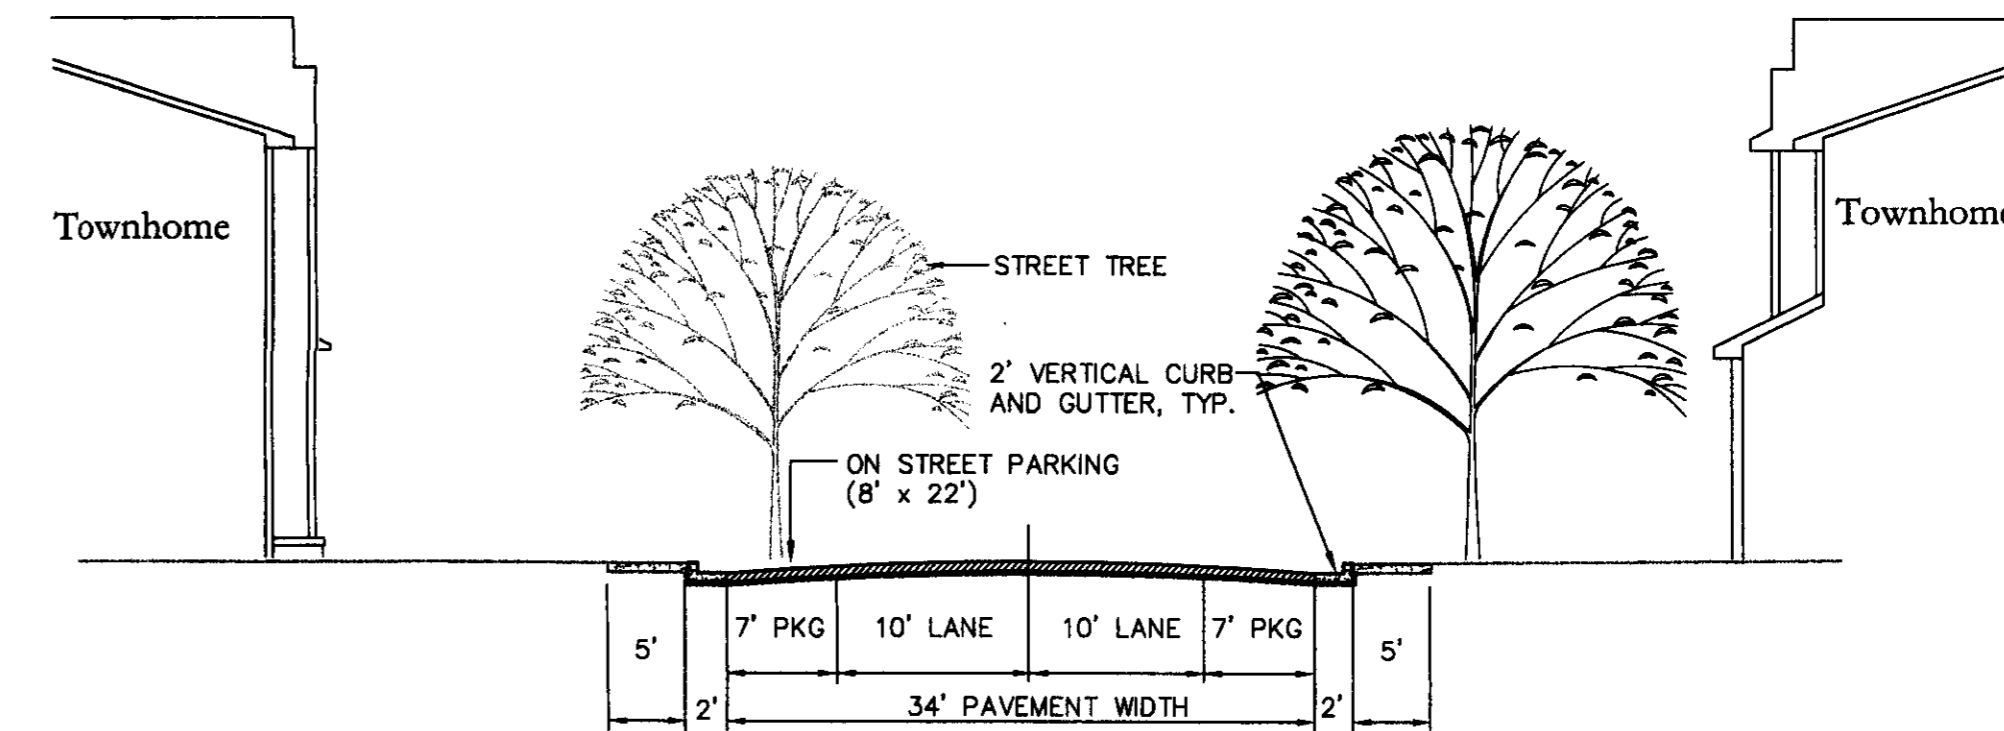 Townhome
Townhome
STREET TREE
2' VERTICAL CURB
AND GUTTER, TYP.
ON STREET PARKING
(8' x 22')
7' PKG
10' LANE
10' LANE
7' PKG
5'
5'
2'
34' PAVEMENT WIDTH
2'